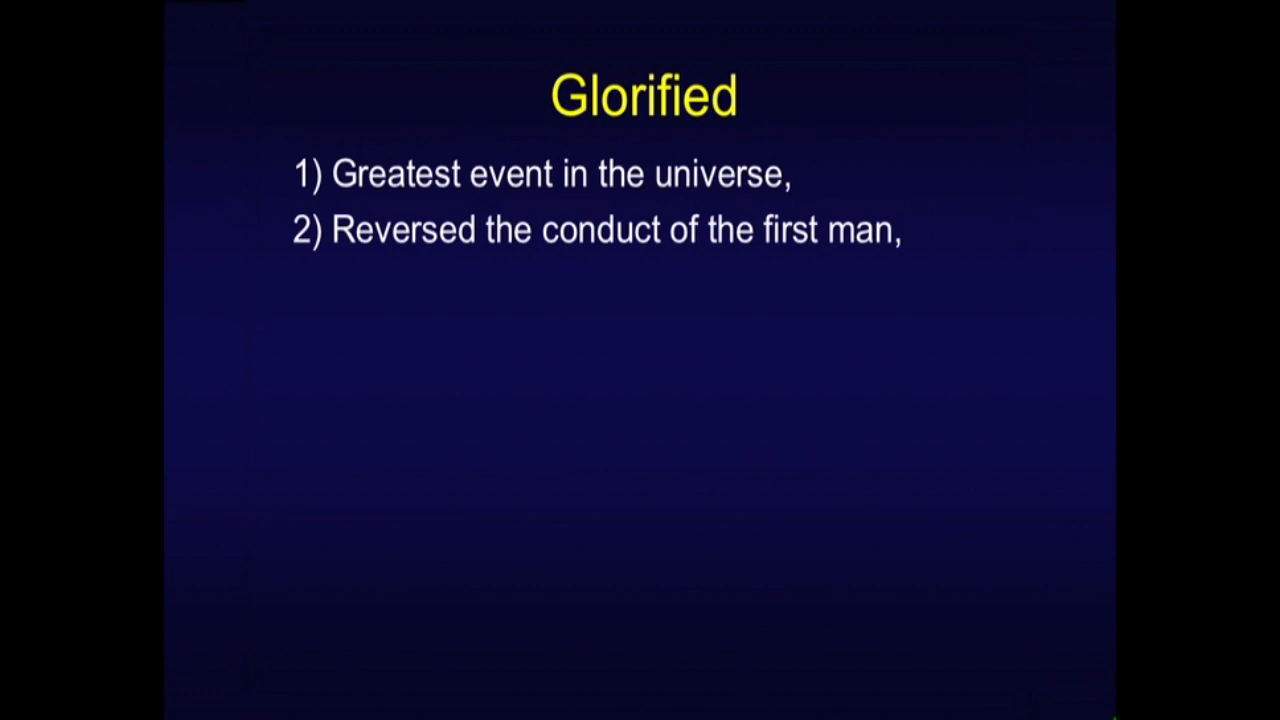 Glorified
1) Greatest event in the universe,
2) Reversed the conduct of the first man,